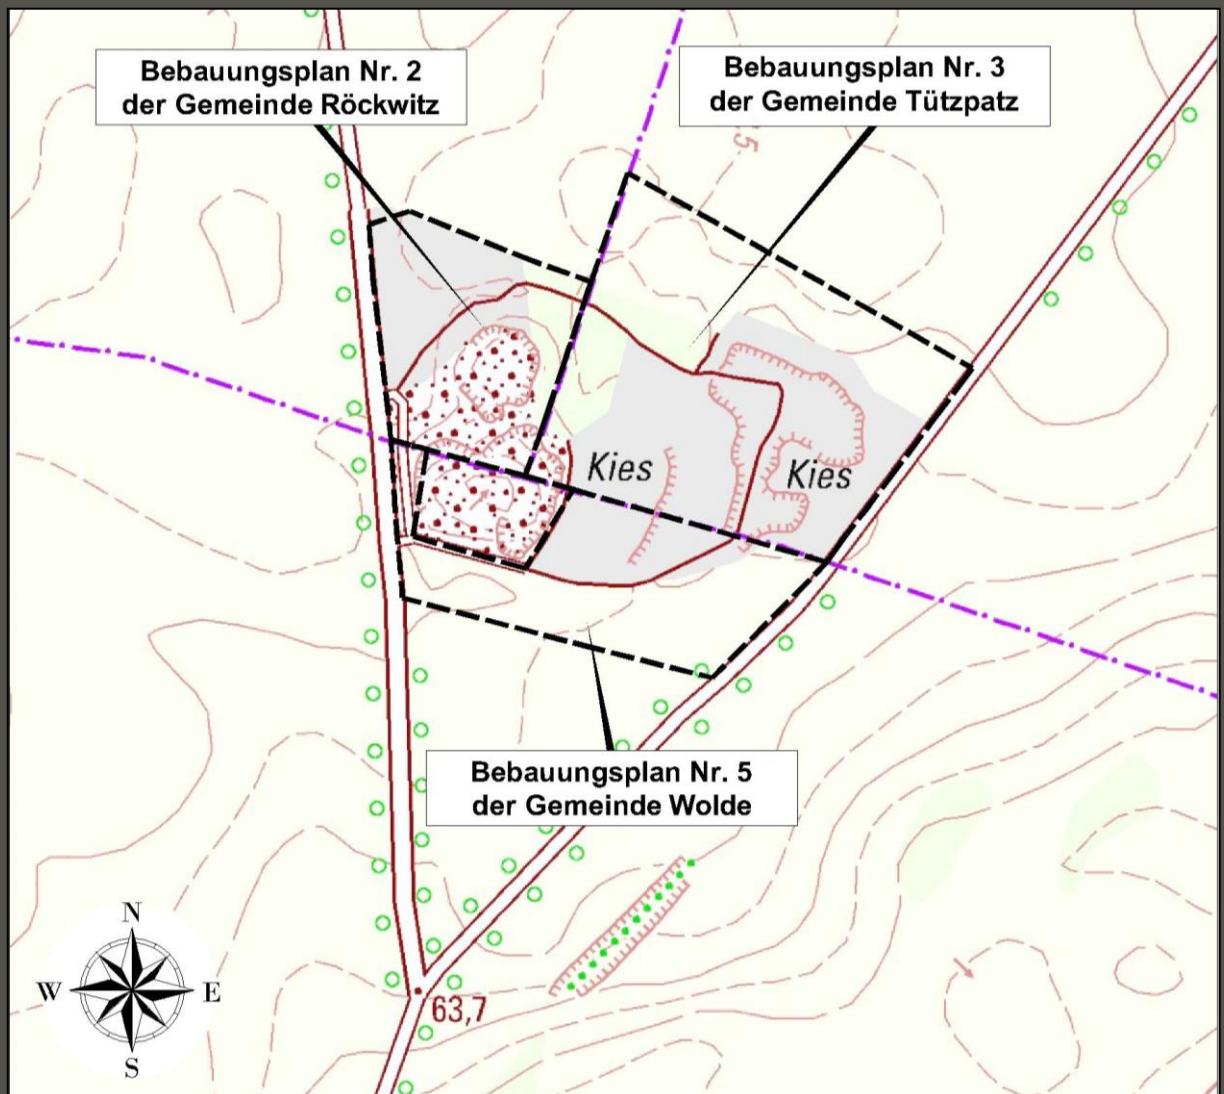 Bebauungsplan Nr. 2
der Gemeinde Röckwitz
Bebauungsplan Nr. 3
der Gemeinde Tützpatz
Kies
Kies
Bebauungsplan Nr. 5
der Gemeinde Wolde
N
W
E
S
63,7